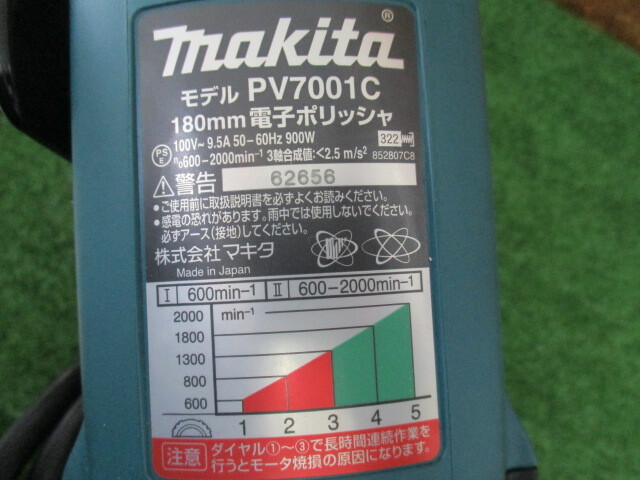 makita®
モデル PV7001C
180mm 電子ポリッシャ
PS E 100V~ 9.5A 50-60Hz 900W 322
n₀600-2000min⁻¹ 3軸合成値:<2.5 m/s² 852807C8
警告 62656
•ご使用前に取扱説明書を必ずよくお読みください。
•感電の恐れがあります。雨中では使用しないでください。
必ずアース(接地)してください。
株式会社マキタ
Made in Japan
I 600min-1 II 600-2000min-1
2000 min-1
1800
1300
800
600
1 2 3 4 5
注意 ダイヤル①~③で長時間連続作業を
行うとモータ焼損の原因になります。